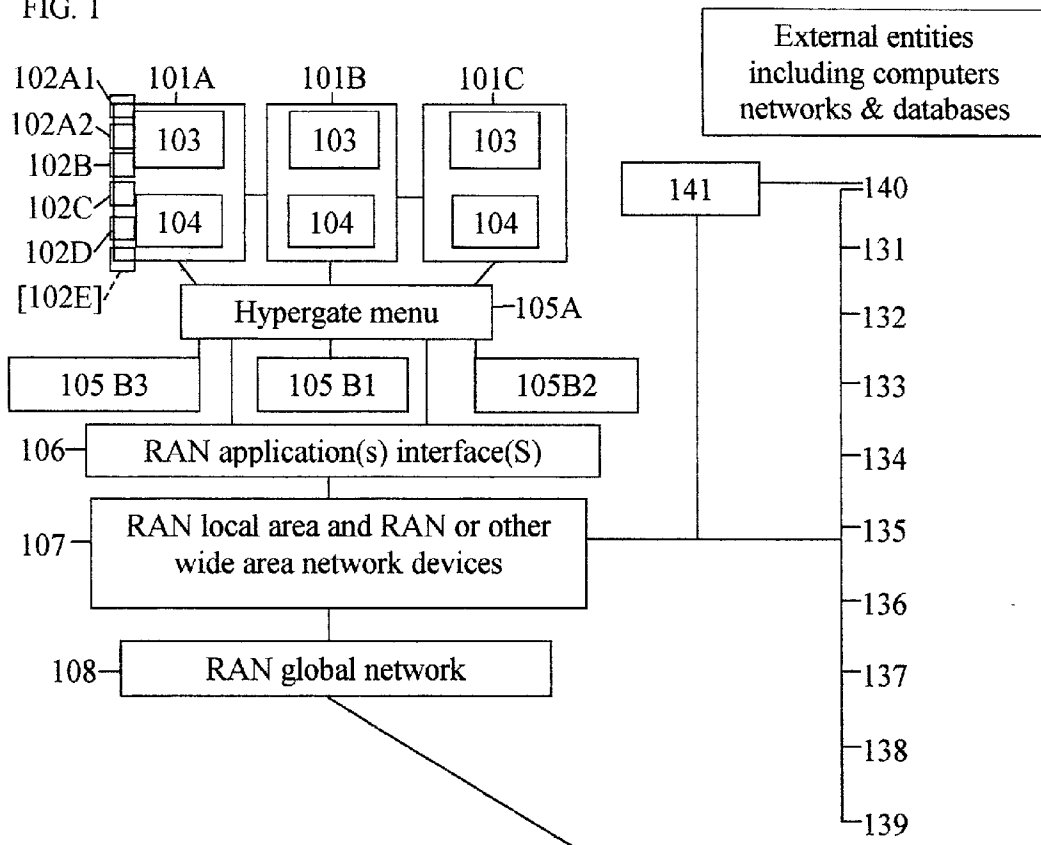 FIG. 1
External entities
including computers
networks & databases
102A1
101A
101B
101C
102A2
102B
102C
102D
[102E]
103
103
103
104
104
104
141
140
131
132
133
134
135
136
137
138
139
Hypergate menu
105A
105 B3
105 B1
105B2
106
RAN application(s) interface(S)
107
RAN local area and RAN or other
wide area network devices
108
RAN global network